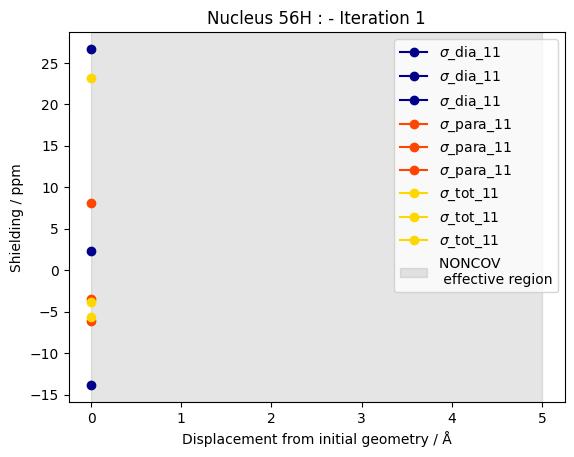 Nucleus 56H : - Iteration 1
Shielding / ppm
25
20
15
10
5
0
−5
−10
−15
0
1
2
3
4
5
Displacement from initial geometry / Å
σ_dia_11
σ_dia_11
σ_dia_11
σ_para_11
σ_para_11
σ_para_11
σ_tot_11
σ_tot_11
σ_tot_11
NONCOV
effective region